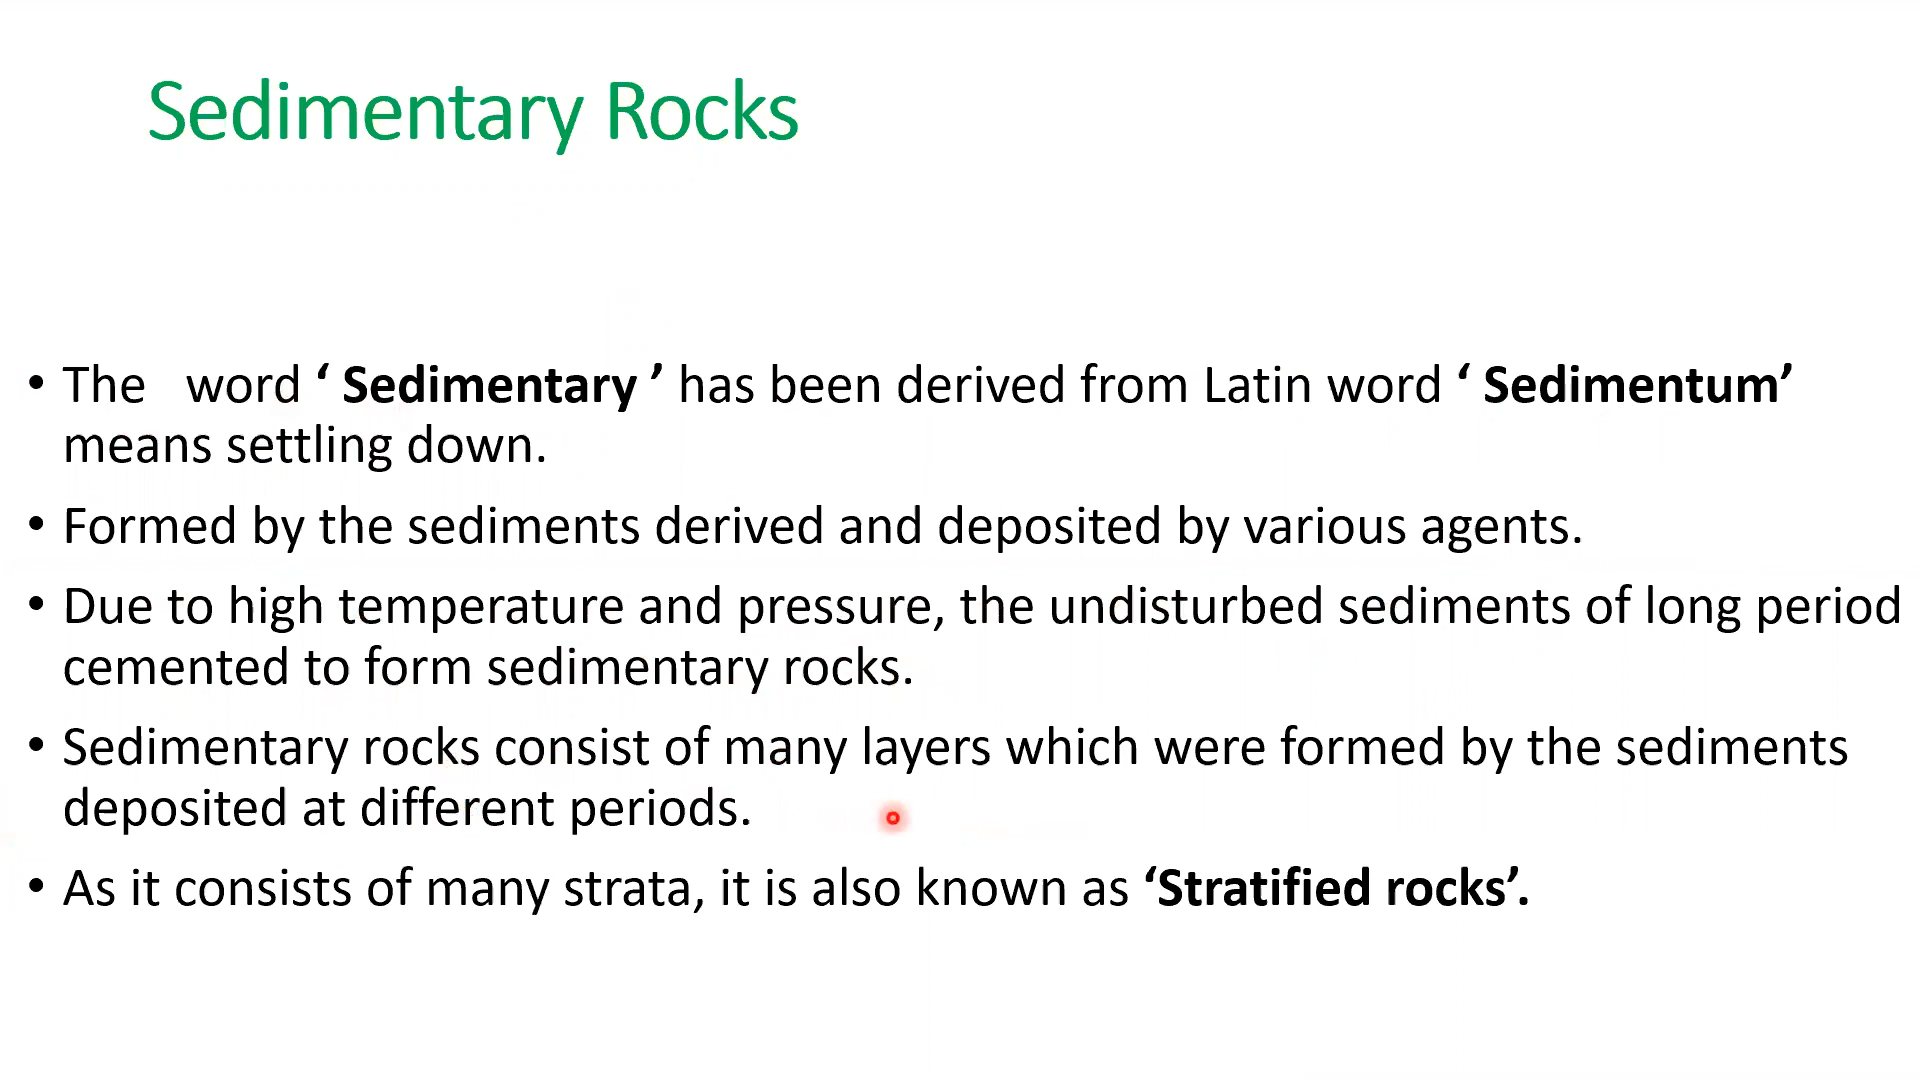 Sedimentary Rocks
• The   word ‘ Sedimentary ’ has been derived from Latin word ‘ Sedimentum’
means settling down.
• Formed by the sediments derived and deposited by various agents.
• Due to high temperature and pressure, the undisturbed sediments of long period
cemented to form sedimentary rocks.
• Sedimentary rocks consist of many layers which were formed by the sediments
deposited at different periods.
• As it consists of many strata, it is also known as ‘Stratified rocks’.